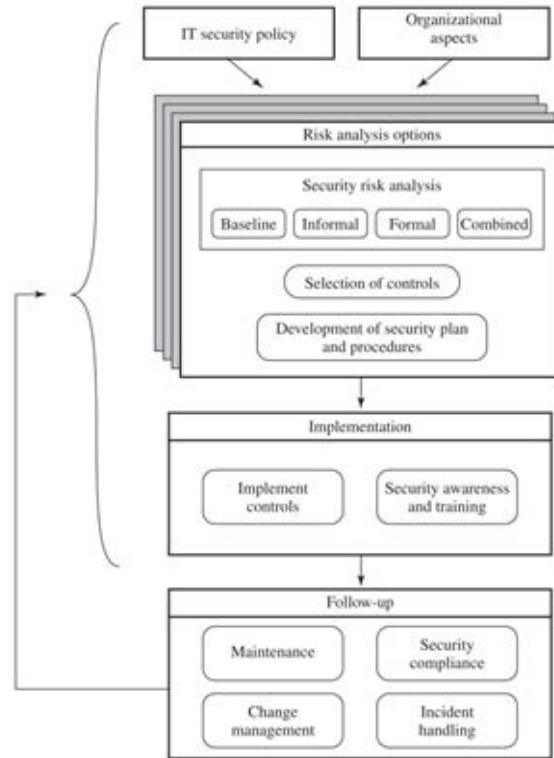 IT security policy
Organizational
aspects
Risk analysis options
Security risk analysis
Baseline
Informal
Formal
Combined
Selection of controls
Development of security plan
and procedures
Implementation
Implement
controls
Security awareness
and training
Follow-up
Maintenance
Security
compliance
Change
management
Incident
handling